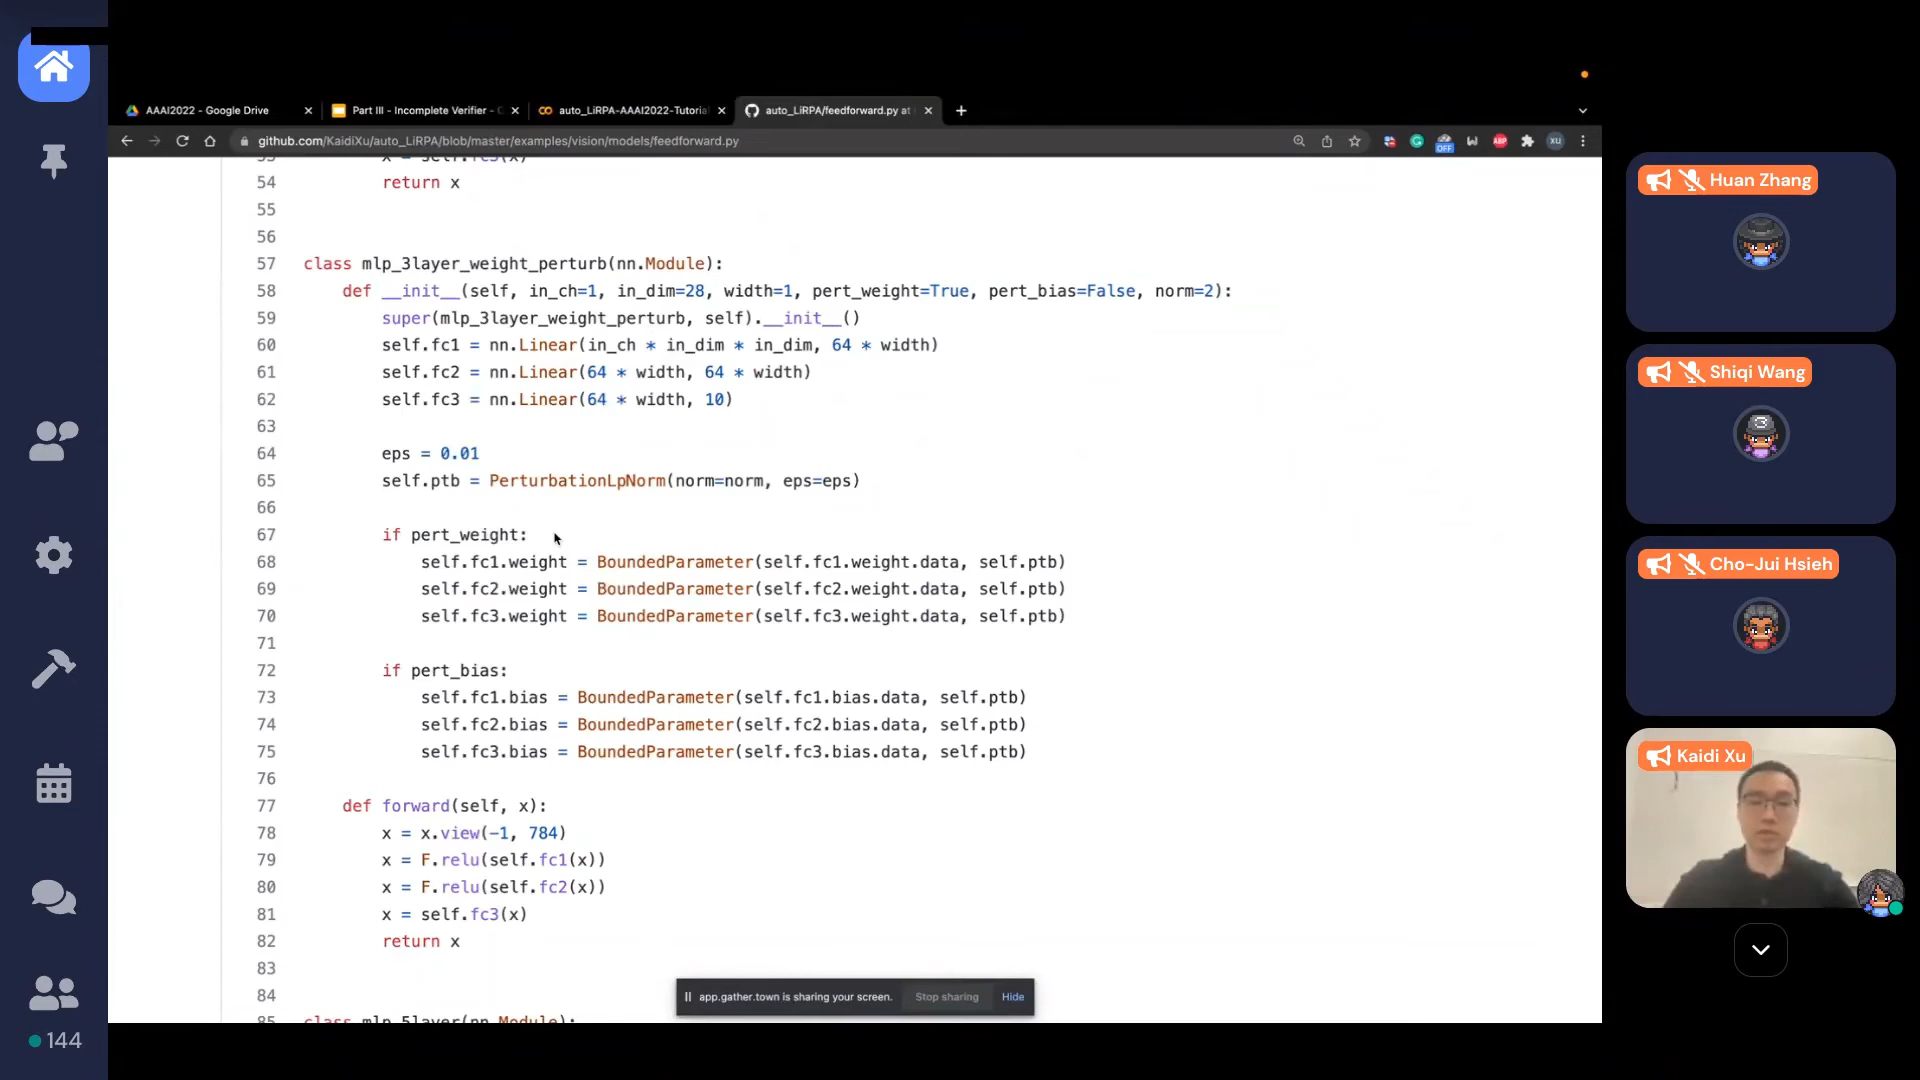 AAAI2022 - Google Drive
Part III - Incomplete Verifier -
auto_LiRPA-AAAI2022-Tutoria
auto_LiRPA/feedforward.py at
github.com/KaidiXu/auto_LiRPA/blob/master/examples/vision/models/feedforward.py
OFF
ABP
XU
54 return x
55
56
57 class mlp_3layer_weight_perturb(nn.Module):
58 def __init__(self, in_ch=1, in_dim=28, width=1, pert_weight=True, pert_bias=False, norm=2):
59 super(mlp_3layer_weight_perturb, self).__init__()
60 self.fc1 = nn.Linear(in_ch * in_dim * in_dim, 64 * width)
61 self.fc2 = nn.Linear(64 * width, 64 * width)
62 self.fc3 = nn.Linear(64 * width, 10)
63
64 eps = 0.01
65 self.ptb = PerturbationLpNorm(norm=norm, eps=eps)
66
67 if pert_weight:
68 self.fc1.weight = BoundedParameter(self.fc1.weight.data, self.ptb)
69 self.fc2.weight = BoundedParameter(self.fc2.weight.data, self.ptb)
70 self.fc3.weight = BoundedParameter(self.fc3.weight.data, self.ptb)
71
72 if pert_bias:
73 self.fc1.bias = BoundedParameter(self.fc1.bias.data, self.ptb)
74 self.fc2.bias = BoundedParameter(self.fc2.bias.data, self.ptb)
75 self.fc3.bias = BoundedParameter(self.fc3.bias.data, self.ptb)
76
77 def forward(self, x):
78 x = x.view(-1, 784)
79 x = F.relu(self.fc1(x))
80 x = F.relu(self.fc2(x))
81 x = self.fc3(x)
82 return x
83
84
85 class mlp_5layer(nn.Module):
app.gather.town is sharing your screen.
Stop sharing
Hide
Huan Zhang
Shiqi Wang
Cho-Jui Hsieh
Kaidi Xu
144